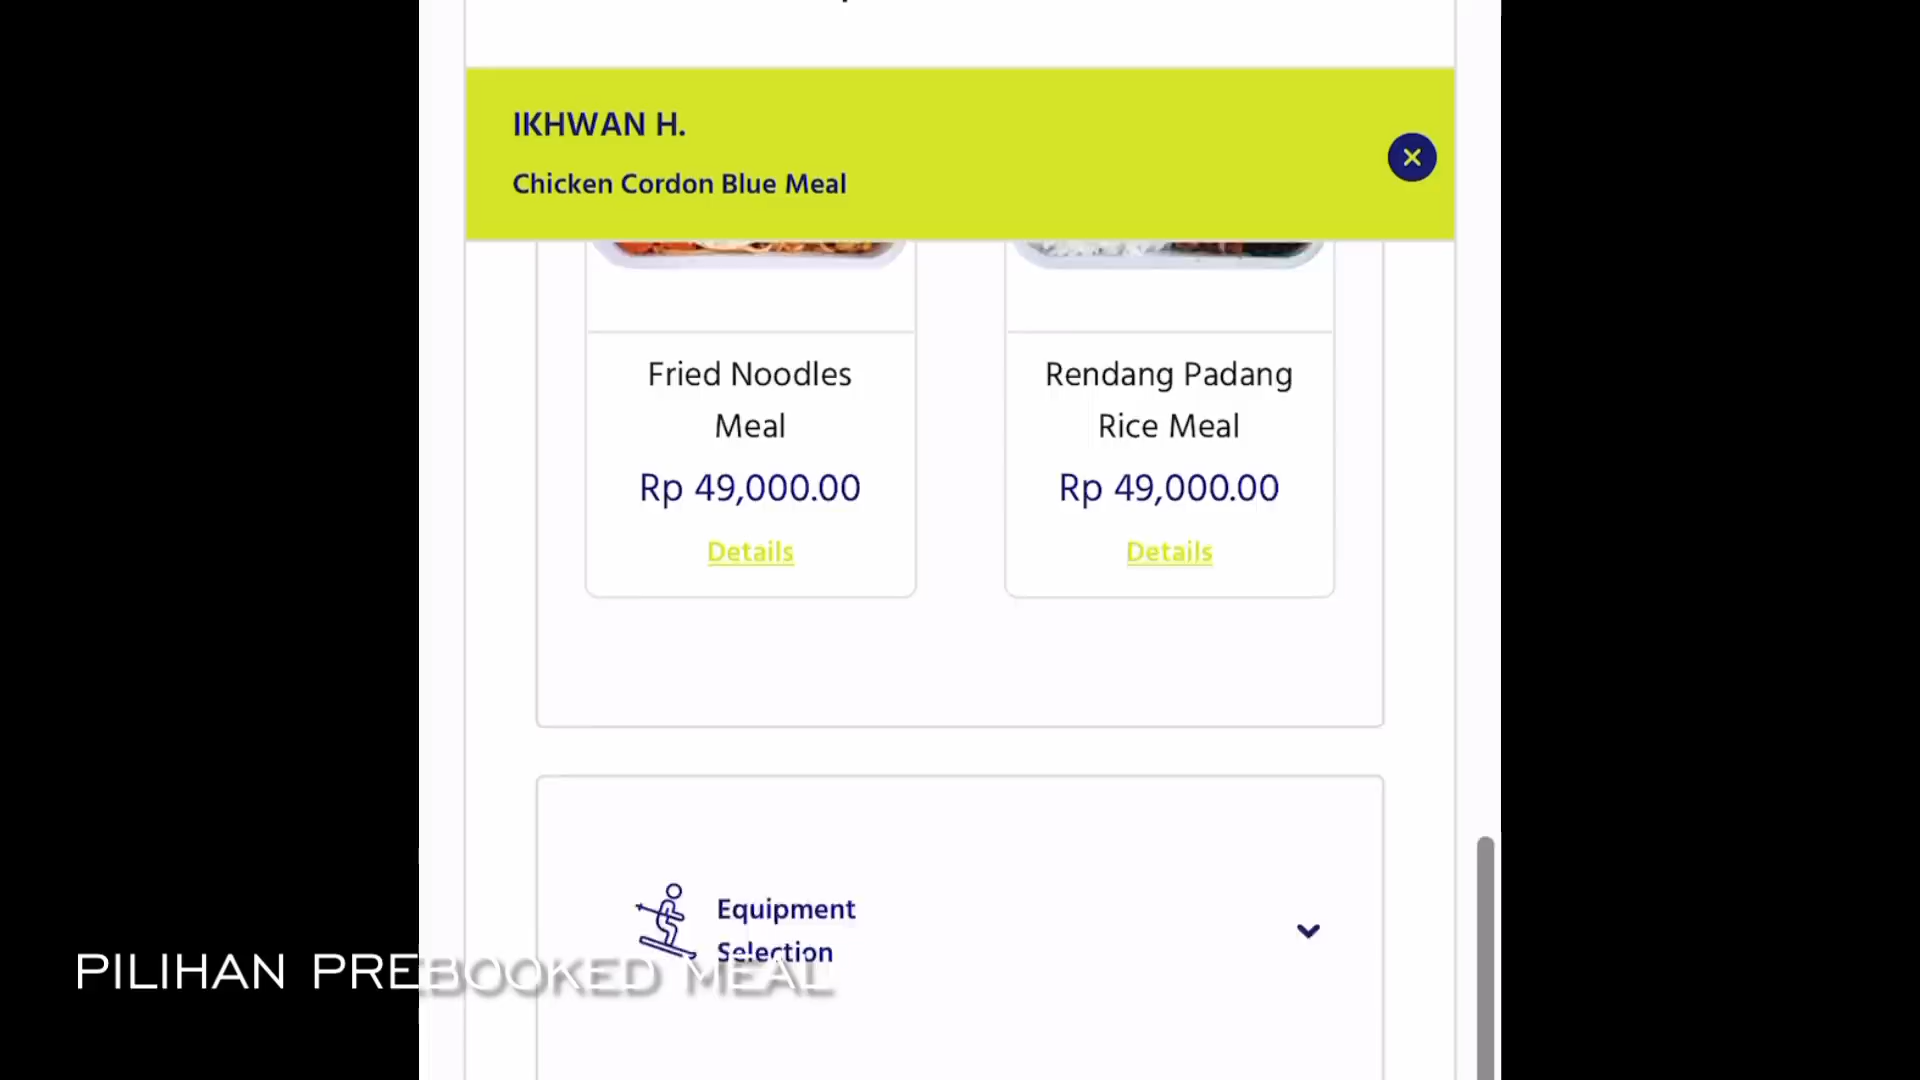 IKHWAN H.
Chicken Cordon Blue Meal
Fried Noodles
Meal
Rp 49,000.00
Details
Rendang Padang
Rice Meal
Rp 49,000.00
Details
Equipment
Selection
PILIHAN PREBOOKED MEAL